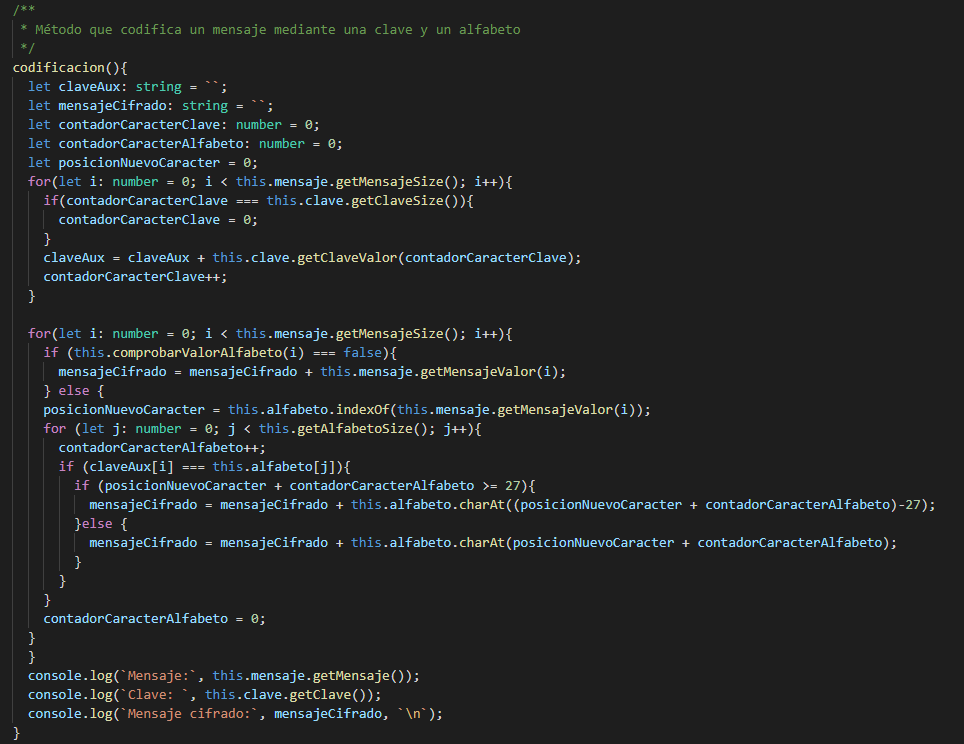 /**
 * Método que codifica un mensaje mediante una clave y un alfabeto
 */
codificacion(){
  let claveAux: string = ``;
  let mensajeCifrado: string = ``;
  let contadorCaracterClave: number = 0;
  let contadorCaracterAlfabeto: number = 0;
  let posicionNuevoCaracter = 0;
  for(let i: number = 0; i < this.mensaje.getMensajeSize(); i++){
    if(contadorCaracterClave === this.clave.getClaveSize()){
      contadorCaracterClave = 0;
    }
    claveAux = claveAux + this.clave.getClaveValor(contadorCaracterClave);
    contadorCaracterClave++;
  }

  for(let i: number = 0; i < this.mensaje.getMensajeSize(); i++){
    if (this.comprobarValorAlfabeto(i) === false){
      mensajeCifrado = mensajeCifrado + this.mensaje.getMensajeValor(i);
    } else {
    posicionNuevoCaracter = this.alfabeto.indexOf(this.mensaje.getMensajeValor(i));
    for (let j: number = 0; j < this.getAlfabetoSize(); j++){
      contadorCaracterAlfabeto++;
      if (claveAux[i] === this.alfabeto[j]){
        if (posicionNuevoCaracter + contadorCaracterAlfabeto >= 27){
          mensajeCifrado = mensajeCifrado + this.alfabeto.charAt((posicionNuevoCaracter + contadorCaracterAlfabeto)-27);
        }else {
          mensajeCifrado = mensajeCifrado + this.alfabeto.charAt(posicionNuevoCaracter + contadorCaracterAlfabeto);
        }
      }
    }
    contadorCaracterAlfabeto = 0;
  }
  }
  console.log(`Mensaje:`, this.mensaje.getMensaje());
  console.log(`Clave: `, this.clave.getClave());
  console.log(`Mensaje cifrado:`, mensajeCifrado, `\n`);
}